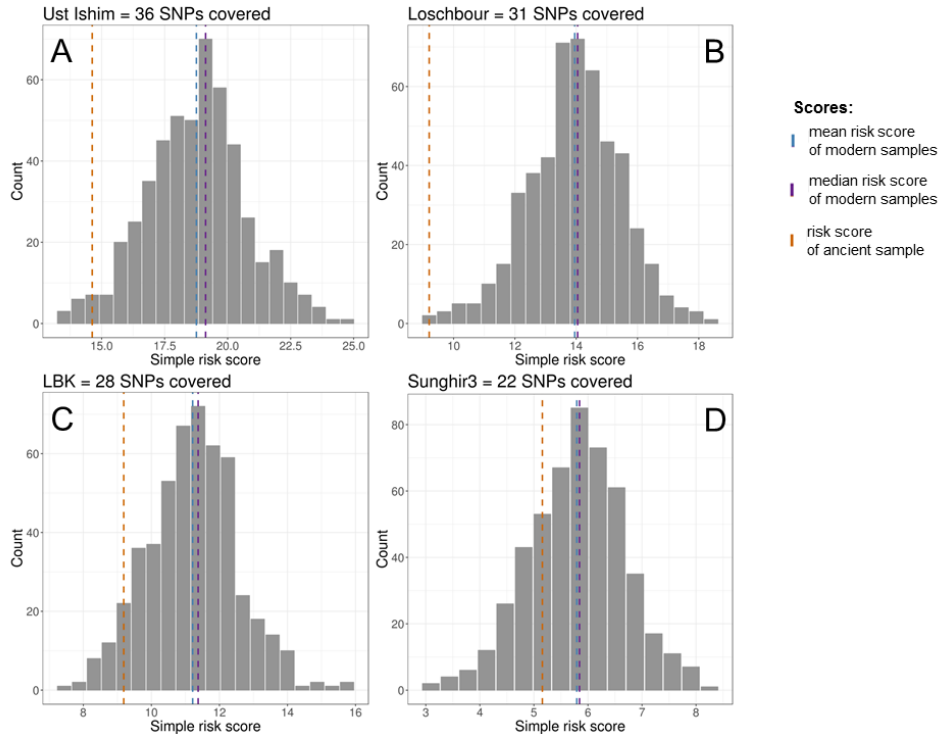 Ust Ishim = 36 SNPs covered
A
Count
60
40
20
0
15.0 17.5 20.0 22.5 25.0
Simple risk score
Loschbour = 31 SNPs covered
B
Count
60
40
20
0
10 12 14 16 18
Simple risk score
Scores:
mean risk score
of modern samples
median risk score
of modern samples
risk score
of ancient sample
LBK = 28 SNPs covered
C
Count
60
40
20
0
8 10 12 14 16
Simple risk score
Sunghir3 = 22 SNPs covered
D
Count
80
60
40
20
0
3 4 5 6 7 8
Simple risk score